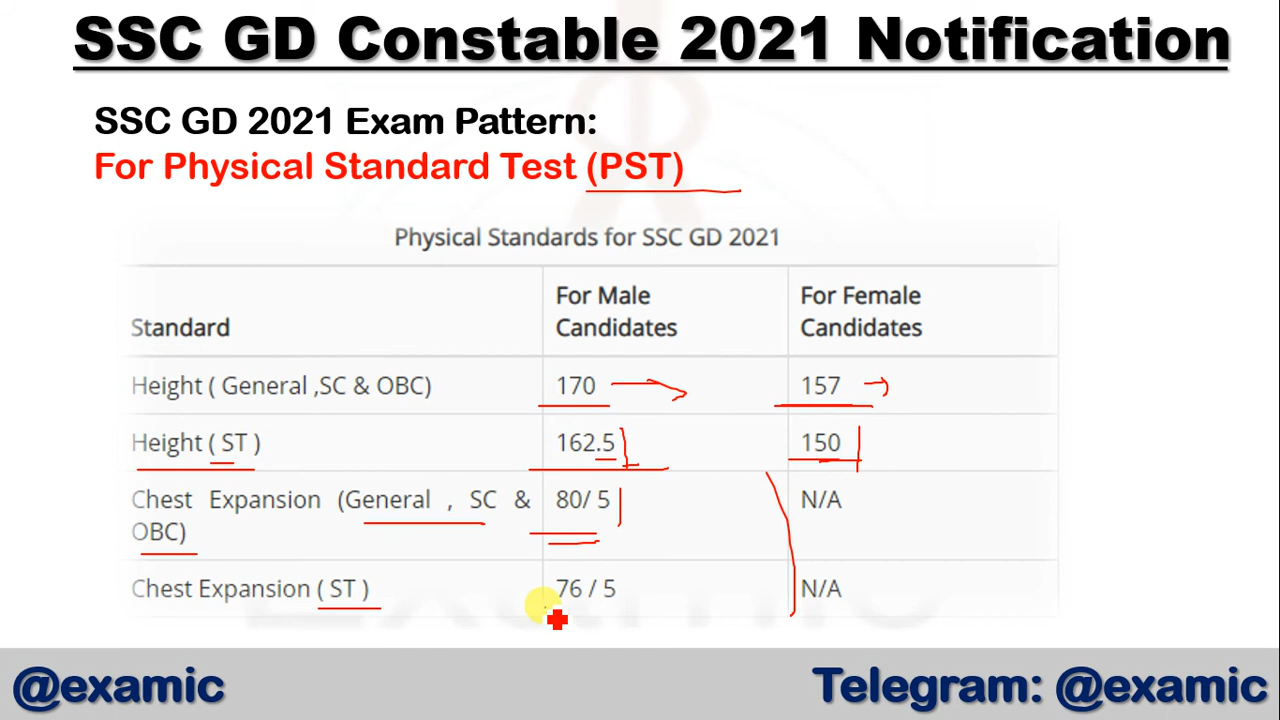 SSC GD Constable 2021 Notification
SSC GD 2021 Exam Pattern:
For Physical Standard Test (PST)
Physical Standards for SSC GD 2021
Standard
For Male
Candidates
For Female
Candidates
Height ( General ,SC & OBC)
170
157
Height ( ST )
162.5
150
Chest Expansion (General , SC &
OBC)
80/ 5
N/A
Chest Expansion ( ST )
76 / 5
N/A
Examic
@examic
Telegram: @examic